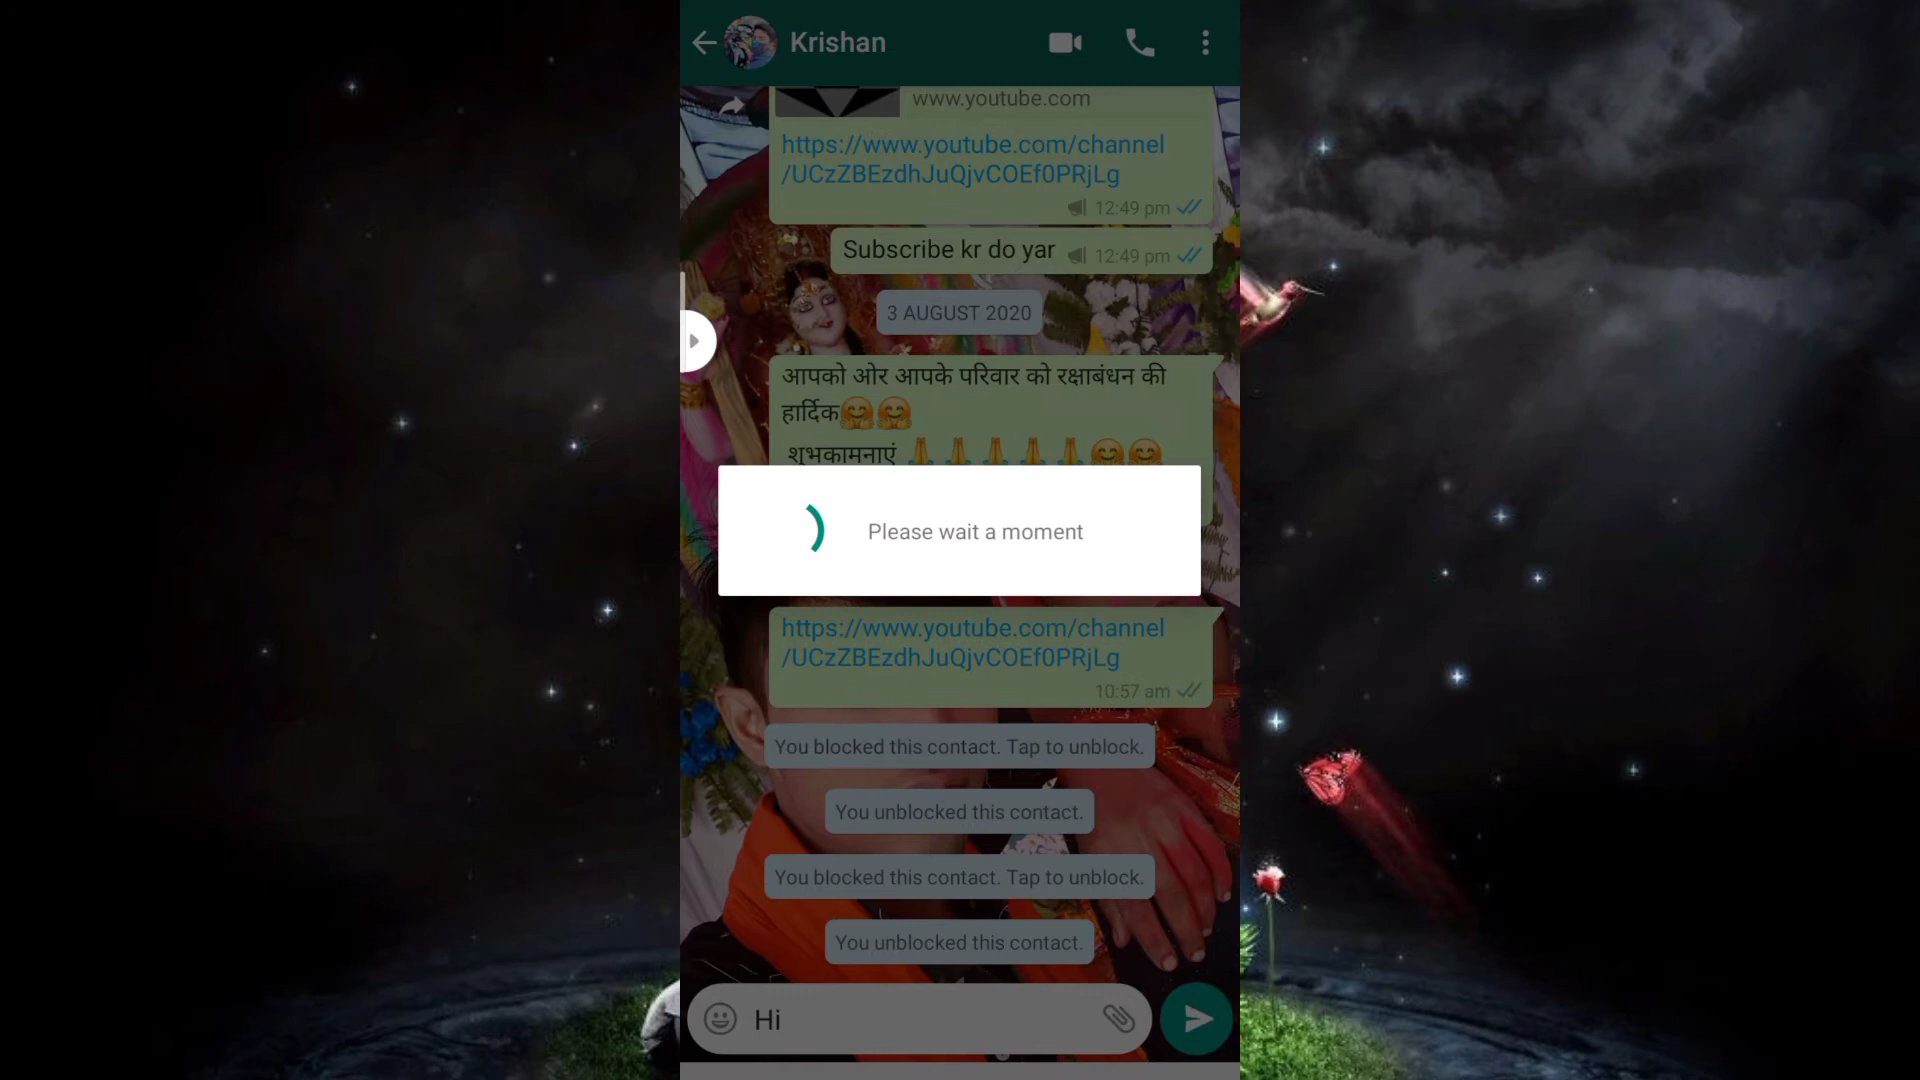 Krishan
www.youtube.com
https://www.youtube.com/channel
/UCzZBEzdhJuQjvCOEf0PRjLg
12:49 pm
Subscribe kr do yar 12:49 pm
3 AUGUST 2020
आपको ओर आपके परिवार को रक्षाबंधन की
हार्दिक🤗🤗
शुभकामनाएं 🙏🙏🙏🙏🙏🤗🤗
Please wait a moment
https://www.youtube.com/channel
/UCzZBEzdhJuQjvCOEf0PRjLg
10:57 am
You blocked this contact. Tap to unblock.
You unblocked this contact.
You blocked this contact. Tap to unblock.
You unblocked this contact.
Hi